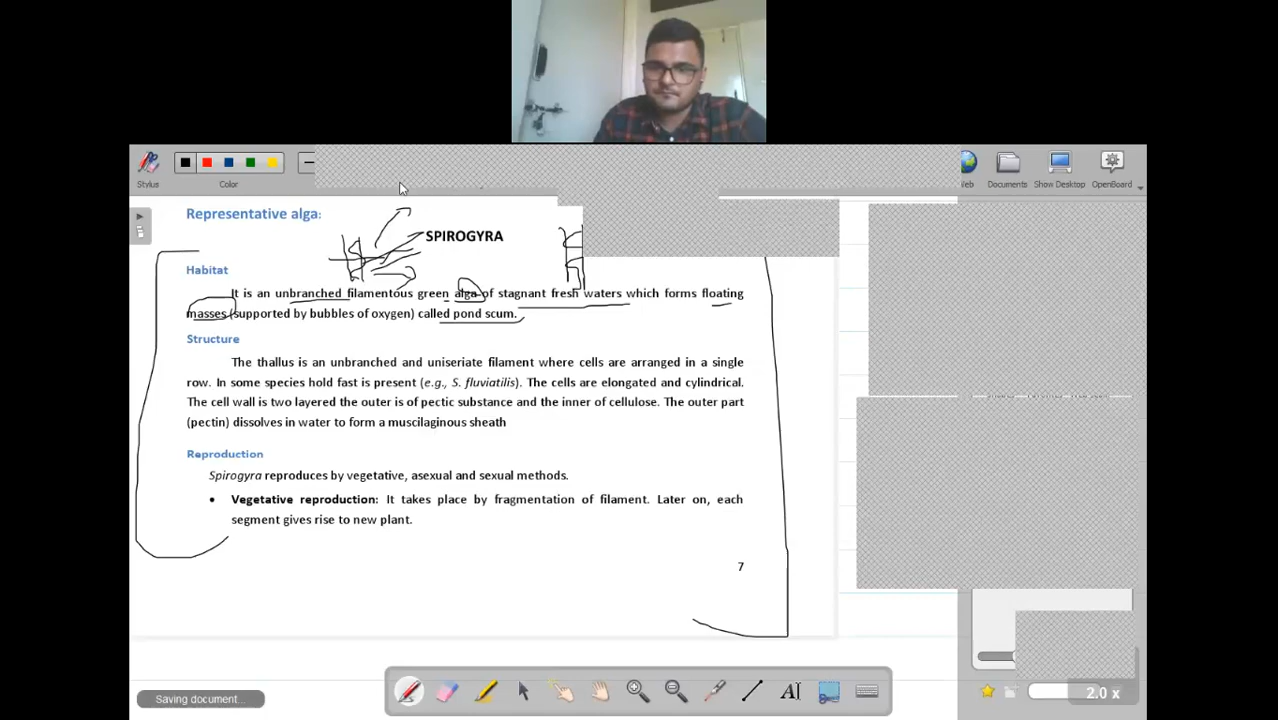 Stylus
Color
Web
Documents
Show Desktop
OpenBoard
Representative alga:
SPIROGYRA
Habitat
It is an unbranched filamentous green alga of stagnant fresh waters which forms floating
masses (supported by bubbles of oxygen) called pond scum.
Structure
The thallus is an unbranched and uniseriate filament where cells are arranged in a single
row. In some species hold fast is present (e.g., S. fluviatilis). The cells are elongated and cylindrical.
The cell wall is two layered the outer is of pectic substance and the inner of cellulose. The outer part
(pectin) dissolves in water to form a muscilaginous sheath
Reproduction
Spirogyra reproduces by vegetative, asexual and sexual methods.
• Vegetative reproduction: It takes place by fragmentation of filament. Later on, each
segment gives rise to new plant.
7
Saving document...
2.0 x